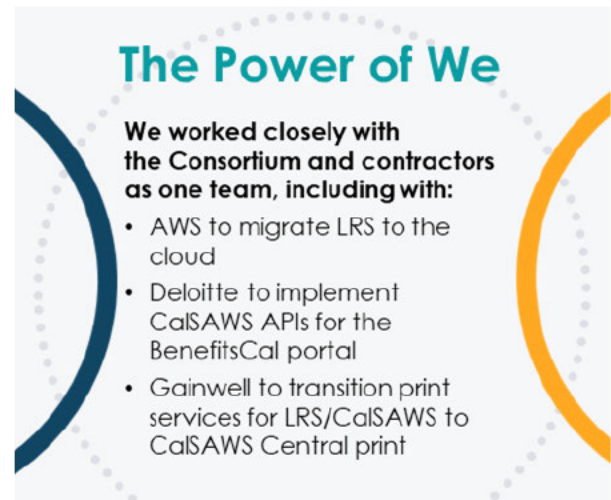 The Power of We
We worked closely with
the Consortium and contractors
as one team, including with:
• AWS to migrate LRS to the
cloud
• Deloitte to implement
CalSAWS APIs for the
BenefitsCal portal
• Gainwell to transition print
services for LRS/CalSAWS to
CalSAWS Central print